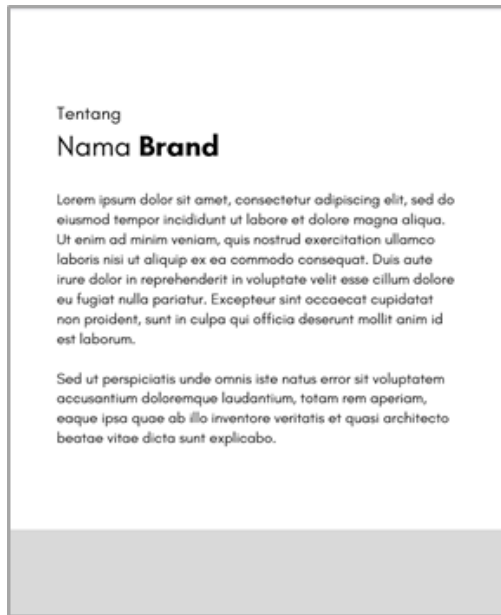 Tentang
Nama Brand
Lorem ipsum dolor sit amet, consectetur adipiscing elit, sed do
eiusmod tempor incididunt ut labore et dolore magna aliqua.
Ut enim ad minim veniam, quis nostrud exercitation ullamco
laboris nisi ut aliquip ex ea commodo consequat. Duis aute
irure dolor in reprehenderit in voluptate velit esse cillum dolore
eu fugiat nulla pariatur. Excepteur sint occaecat cupidatat
non proident, sunt in culpa qui officia deserunt mollit anim id
est laborum.
Sed ut perspiciatis unde omnis iste natus error sit voluptatem
accusantium doloremque laudantium, totam rem aperiam,
eaque ipsa quae ab illo inventore veritatis et quasi architecto
beatae vitae dicta sunt explicabo.